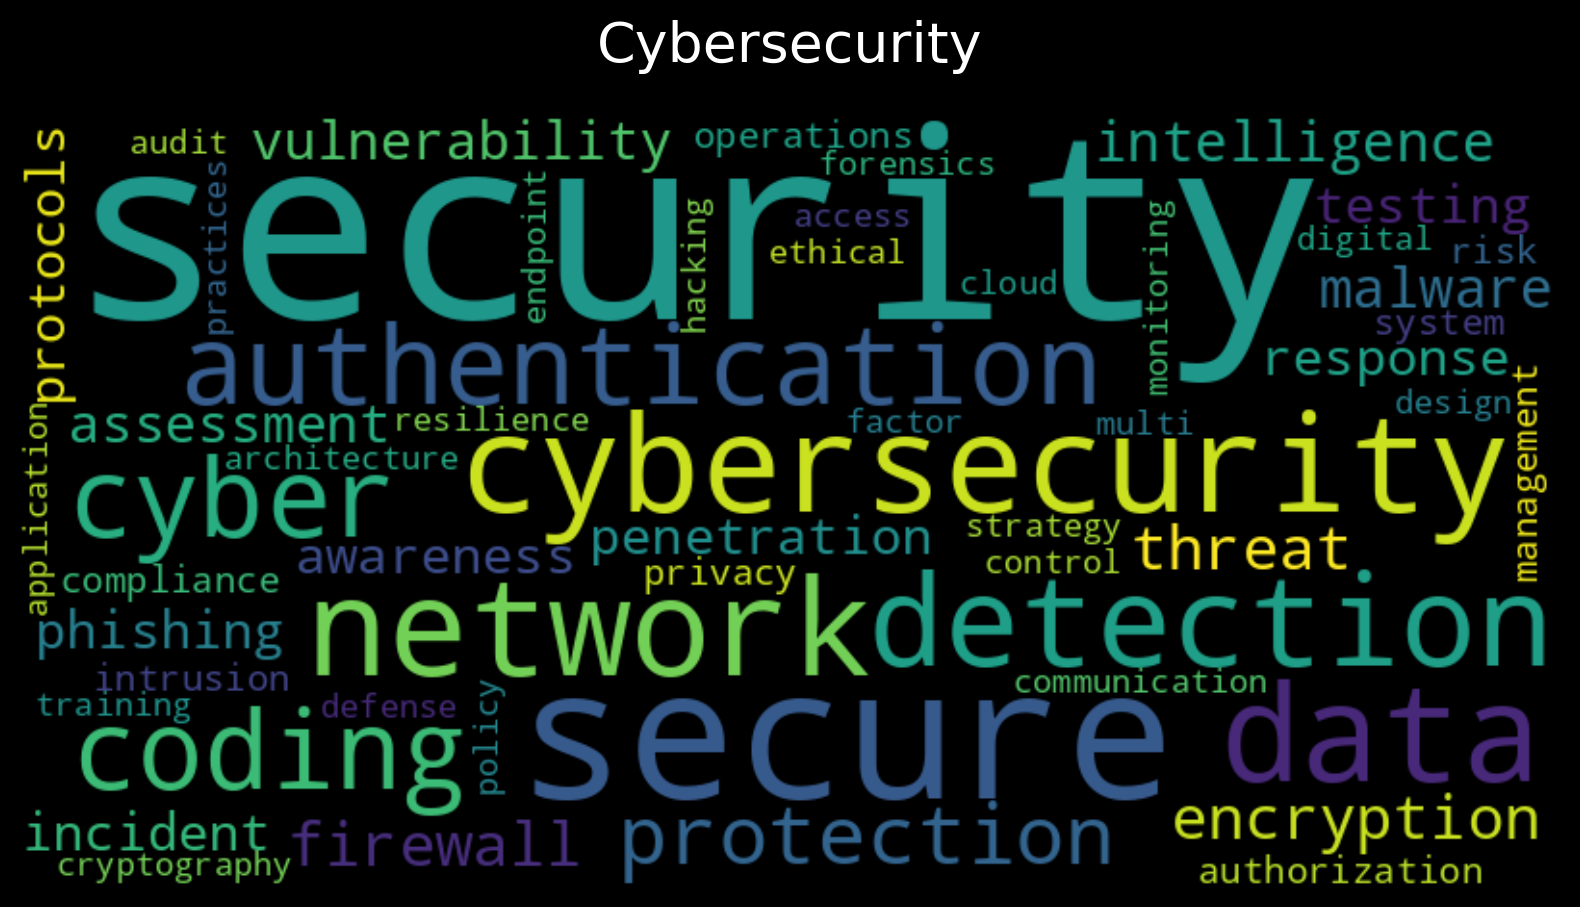 Cybersecurity
protocols
audit
vulnerability
operations
forensics
intelligence
security
practices
endpoint
hacking
access
ethical
cloud
monitoring
testing
digital
risk
malware
system
response
authentication
design
management
application
assessment
resilience
factor
multi
architecture
cyber
cybersecurity
awareness
penetration
strategy
control
threat
compliance
privacy
phishing
network
detection
intrusion
communication
training
defense
policy
coding
secure
data
incident
firewall
protection
encryption
cryptography
authorization